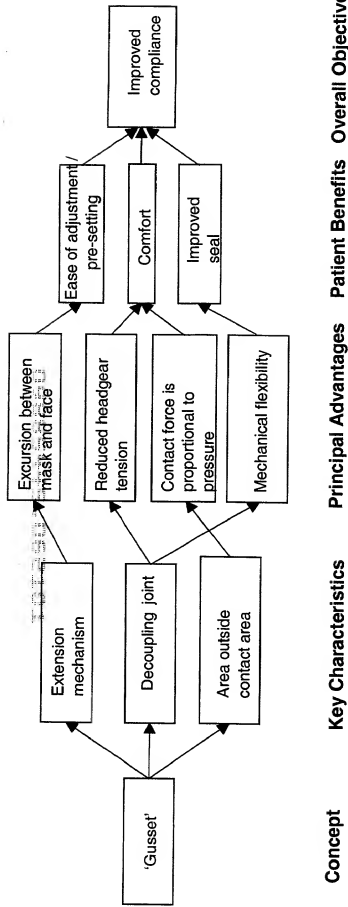 'Gusset'
Extension
mechanism
Decoupling joint
Area outside
contact area
Excursion between
mask and face
Reduced headgear
tension
Contact force is
proportional to
pressure
Mechanical flexibility
Ease of adjustment /
pre-setting
Comfort
Improved
seal
Improved
compliance
Concept
Key Characteristics
Principal Advantages
Patient Benefits
Overall Objective